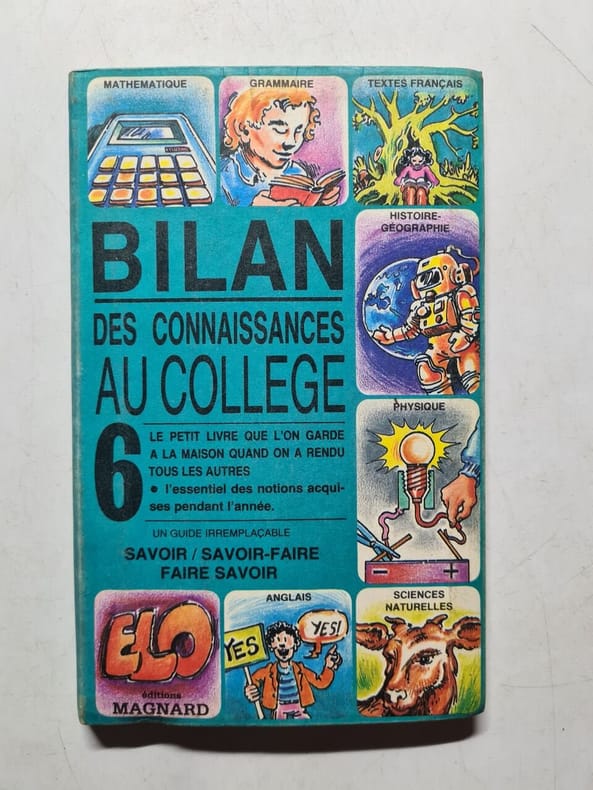 MATHEMATIQUE
GRAMMAIRE
TEXTES FRANÇAIS
BILAN
DES CONNAISSANCES
AU COLLEGE
6
LE PETIT LIVRE QUE L'ON GARDE
A LA MAISON QUAND ON A RENDU
TOUS LES AUTRES
• l'essentiel des notions acqui-
ses pendant l'année.
UN GUIDE IRREMPLAÇABLE
SAVOIR / SAVOIR-FAIRE
FAIRE SAVOIR
HISTOIRE-
GÉOGRAPHIE
PHYSIQUE
− +
ELO
éditions
MAGNARD
ANGLAIS
YES
YES!
SCIENCES
NATURELLES